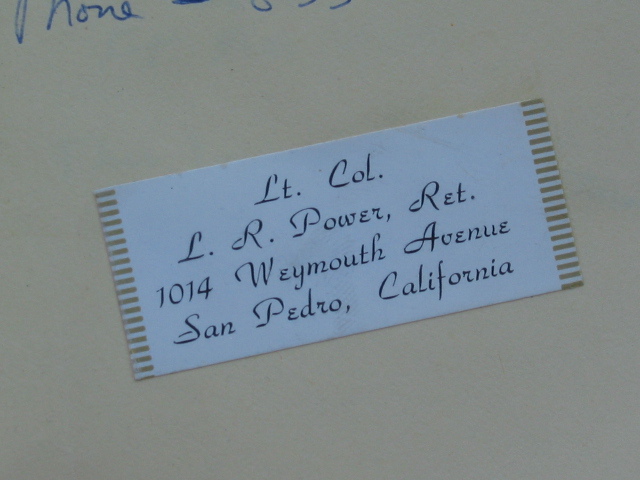 Phone
Lt. Col.
L. R. Power, Ret.
1014 Weymouth Avenue
San Pedro, California